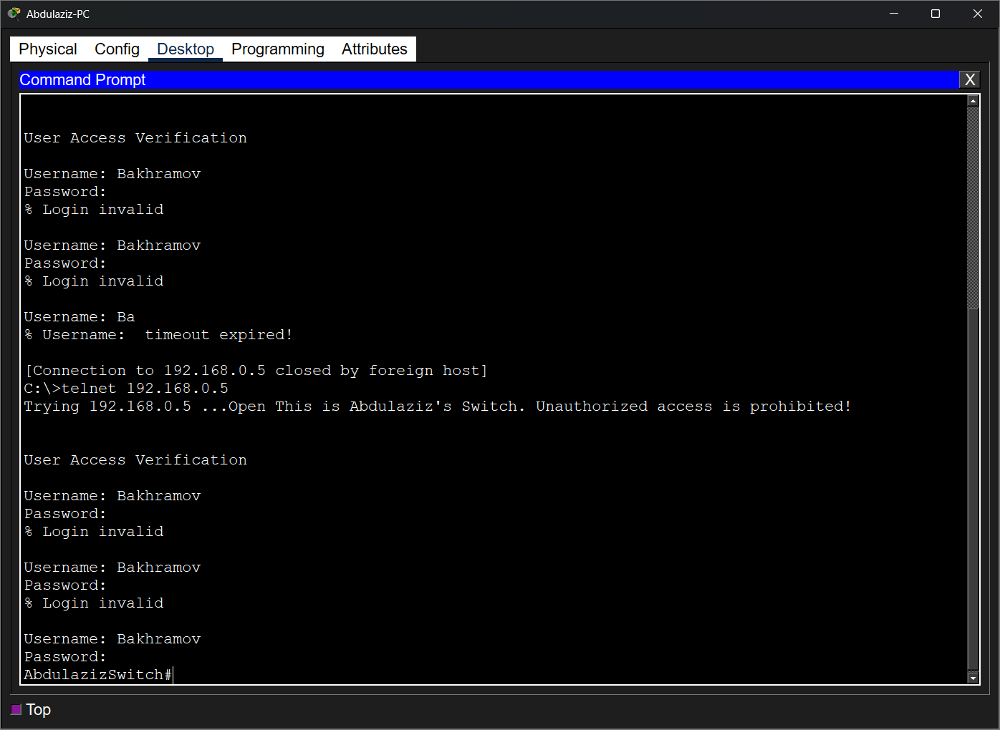 Abdulaziz-PC
Physical Config Desktop Programming Attributes
Command Prompt X
User Access Verification
Username: Bakhramov
Password:
% Login invalid
Username: Bakhramov
Password:
% Login invalid
Username: Ba
% Username:  timeout expired!
[Connection to 192.168.0.5 closed by foreign host]
C:\>telnet 192.168.0.5
Trying 192.168.0.5 ...Open This is Abdulaziz's Switch. Unauthorized access is prohibited!
User Access Verification
Username: Bakhramov
Password:
% Login invalid
Username: Bakhramov
Password:
% Login invalid
Username: Bakhramov
Password:
AbdulazizSwitch#
Top